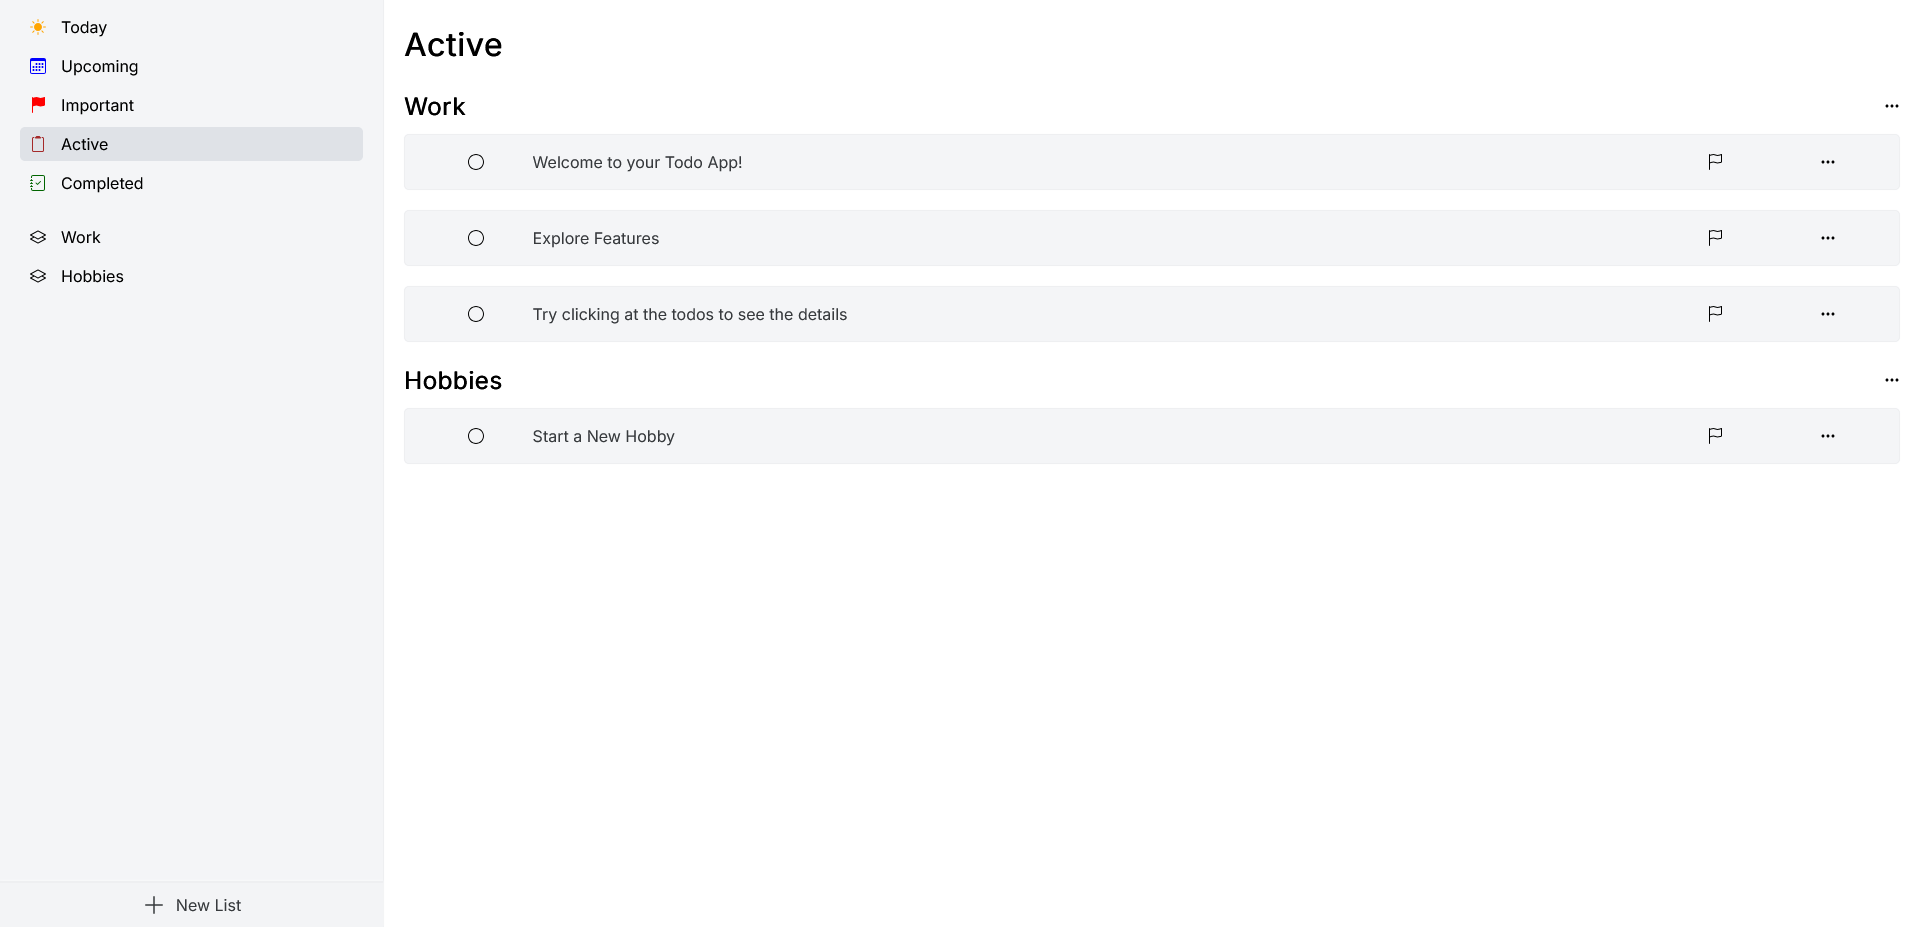 Today
Upcoming
Important
Active
Completed
Work
Hobbies
New List
Active
Work
Welcome to your Todo App!
Explore Features
Try clicking at the todos to see the details
Hobbies
Start a New Hobby